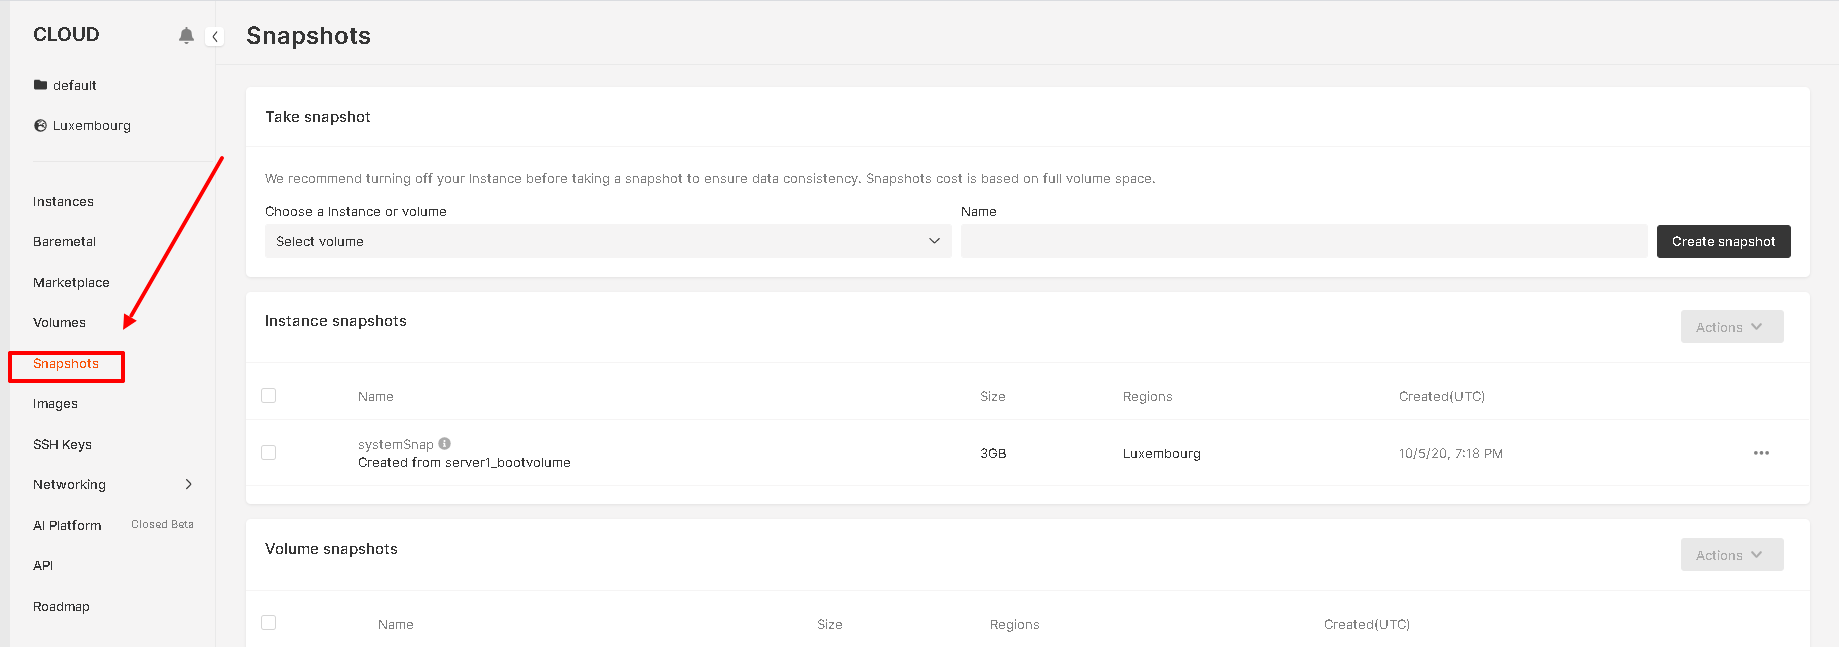 CLOUD
default
Luxembourg
Instances
Baremetal
Marketplace
Volumes
Snapshots
Images
SSH Keys
Networking
AI Platform Closed Beta
API
Roadmap
Snapshots
Take snapshot
We recommend turning off your Instance before taking a snapshot to ensure data consistency. Snapshots cost is based on full volume space.
Choose a Instance or volume Name
Select volume Create snapshot
Instance snapshots Actions
Name Size Regions Created(UTC)
systemSnap
Created from server1_bootvolume 3GB Luxembourg 10/5/20, 7:18 PM
Volume snapshots Actions
Name Size Regions Created(UTC)